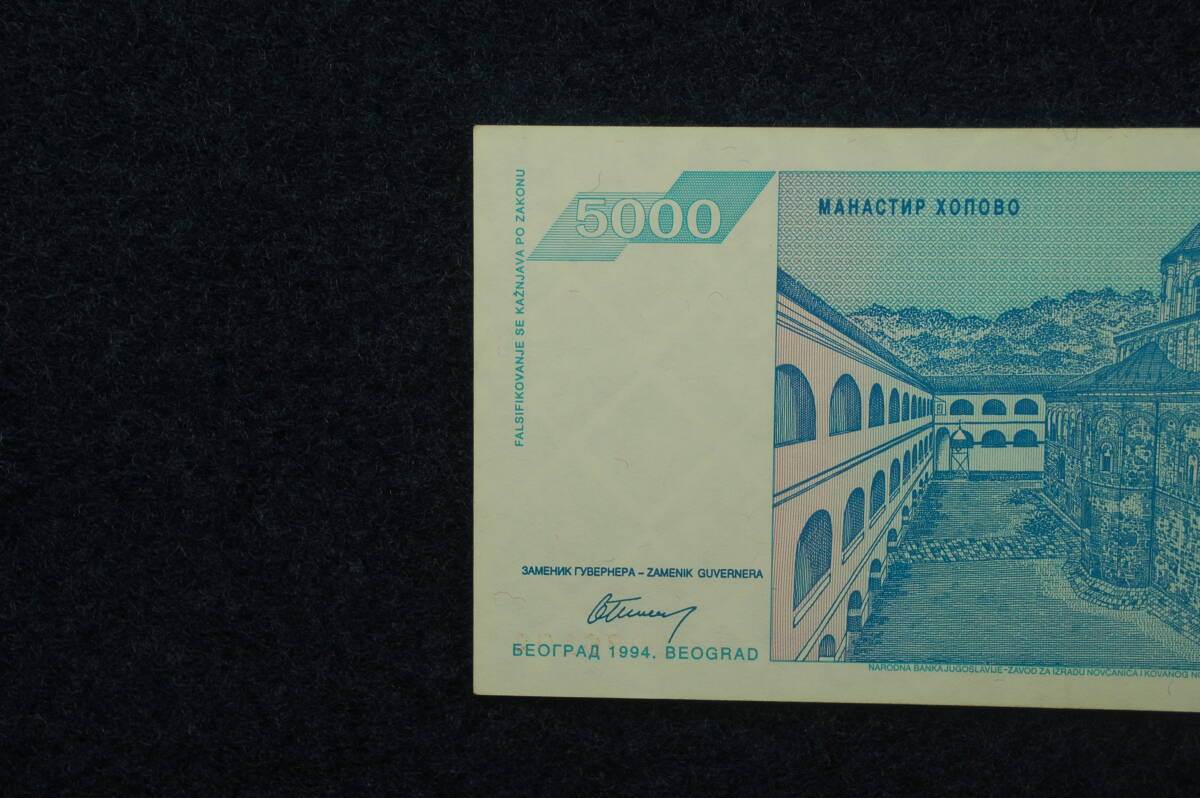 FALSIFIKOVANJE SE KAŽNJAVA PO ZAKONU
5000
МАНАСТИР ХОПОВО
ЗАМЕНИК ГУВЕРНЕРА – ZAMENIK GUVERNERA
БЕОГРАД 1994. BEOGRAD
NARODNA BANKA JUGOSLAVIJE–ZAVOD ZA IZRADU NOVČANICA I KOVANOG